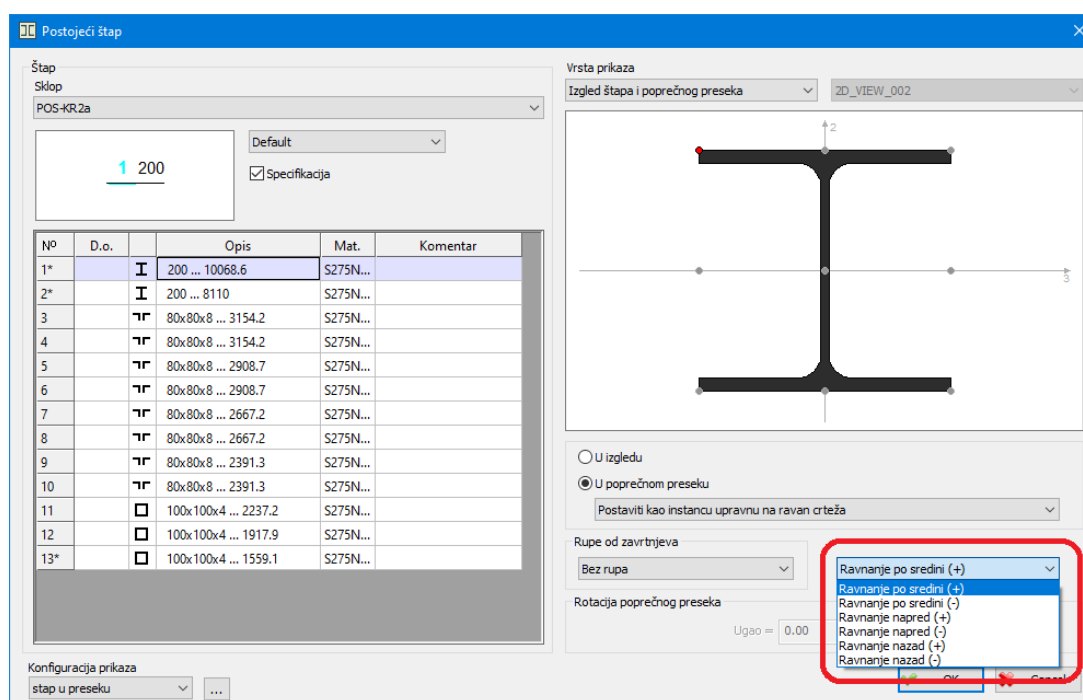 Postojeći štap
Štap
Sklop
POS-KR2a
1 200
Default
Specifikacija
Nº D.o. Opis Mat. Komentar
1* 200 ... 10068.6 S275N...
2* 200 ... 8110 S275N...
3 80x80x8 ... 3154.2 S275N...
4 80x80x8 ... 3154.2 S275N...
5 80x80x8 ... 2908.7 S275N...
6 80x80x8 ... 2908.7 S275N...
7 80x80x8 ... 2667.2 S275N...
8 80x80x8 ... 2667.2 S275N...
9 80x80x8 ... 2391.3 S275N...
10 80x80x8 ... 2391.3 S275N...
11 100x100x4 ... 2237.2 S275N...
12 100x100x4 ... 1917.9 S275N...
13* 100x100x4 ... 1559.1 S275N...
Konfiguracija prikaza
stap u preseku
...
Vrsta prikaza
Izgled štapa i poprečnog preseka
2D_VIEW_002
2
3
U izgledu
U poprečnom preseku
Postaviti kao instancu upravnu na ravan crteža
Rupe od zavrtnjeva
Bez rupa
Ravnanje po sredini (+)
Ravnanje po sredini (+)
Ravnanje po sredini (-)
Ravnanje napred (+)
Ravnanje napred (-)
Ravnanje nazad (+)
Ravnanje nazad (-)
Rotacija poprečnog preseka
Ugao = 0.00
OK
Cancel